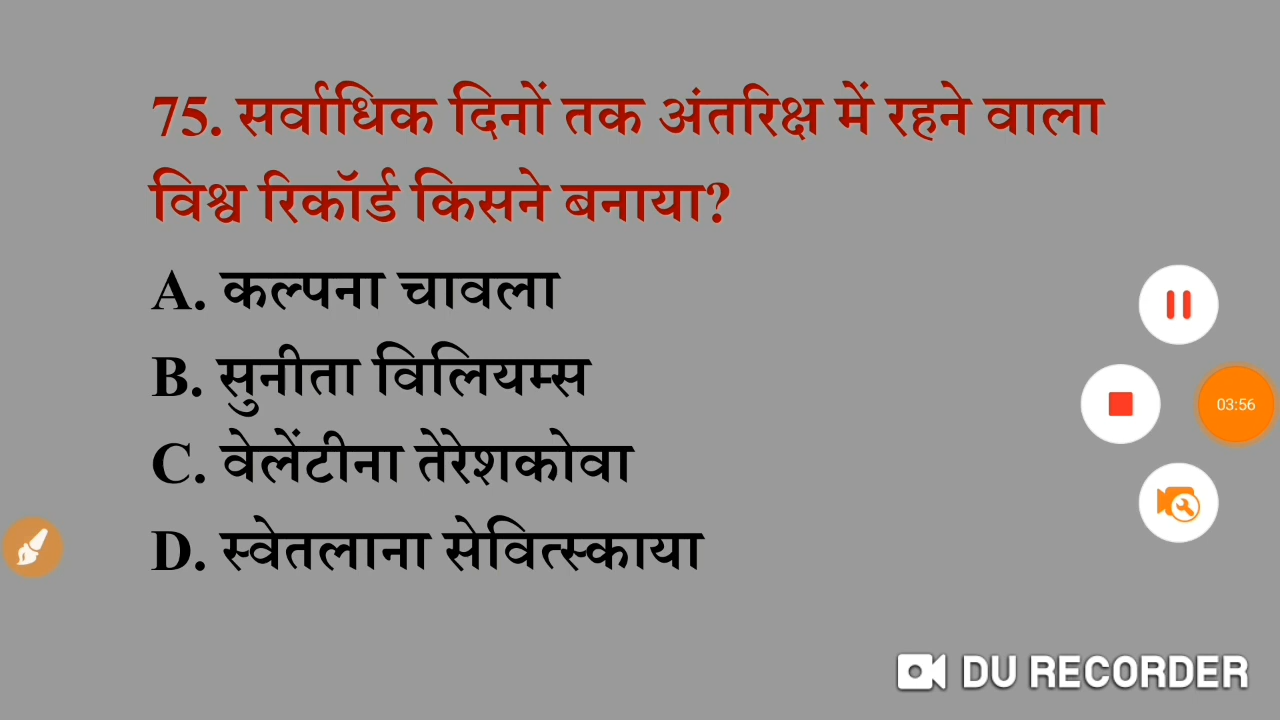 75. सर्वाधिक दिनों तक अंतरिक्ष में रहने वाला
विश्व रिकॉर्ड किसने बनाया?
A. कल्पना चावला
B. सुनीता विलियम्स
C. वेलेंटीना तेरेशकोवा
D. स्वेतलाना सेवित्स्काया
03:56
DU RECORDER